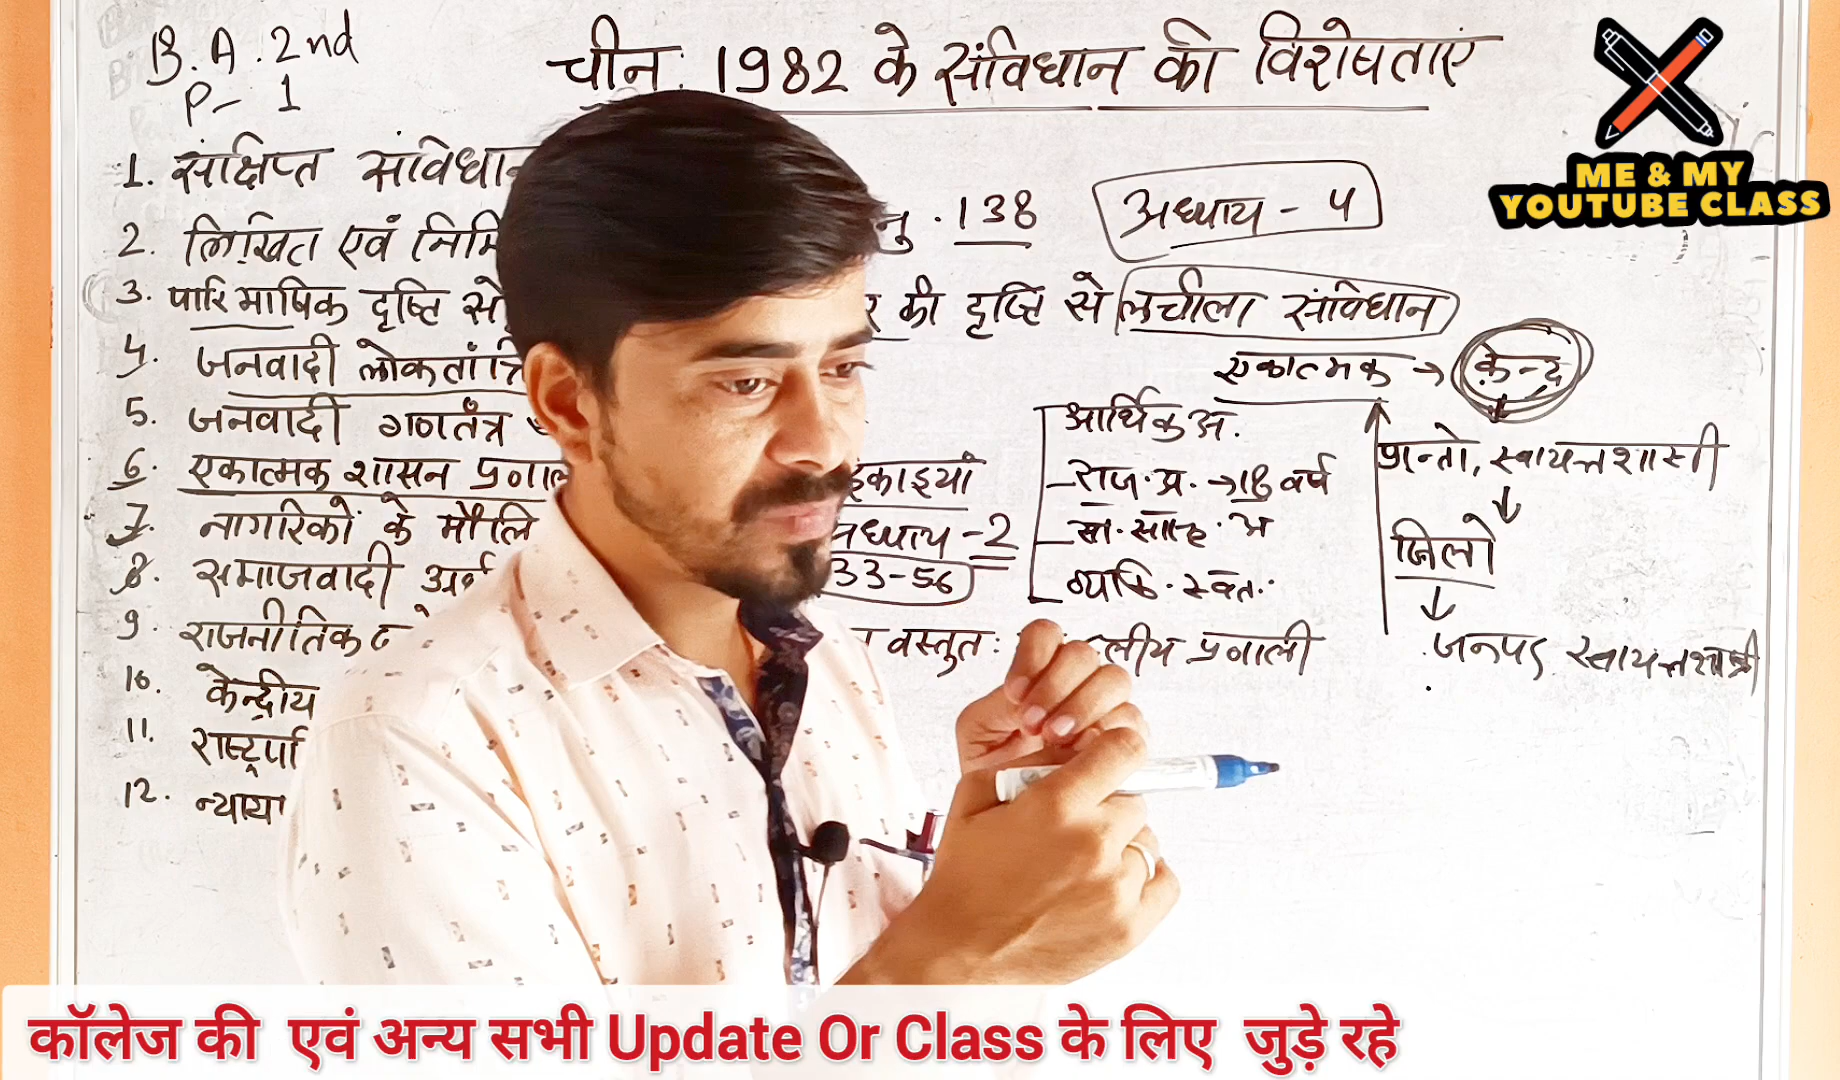 B.A. 2nd
P- 1
चीन: 1982 के संविधान की विशेषताएं
1. संक्षिप्त संविधान
2. लिखित एवं निर्मि नु. 138 अध्याय - 4
3. पारिभाषिक दृष्टि से की दृष्टि से लचीला संविधान
4. जनवादी लोकतांत्रि
एकात्मक → केन्द्र
5. जनवादी गणतंत्र
आर्थिक अ.
प्रान्तो, स्वायत्तशासी
6. एकात्मक शासन प्रणाल इकाइयां
राज. प्र. → 18 वर्ष
7. नागरिकों के मौलि अध्याय - 2
जिलो
8. समाजवादी अर्थ 33-56
व्यक्ति. स्वत.
9. राजनीतिक द वस्तुत: लीय प्रणाली
जनपद स्वायत्तशासी
10. केन्द्रीय
11. राष्ट्रप
12. न्याया
ME & MY
YOUTUBE CLASS
कॉलेज की एवं अन्य सभी Update Or Class के लिए जुड़े रहे